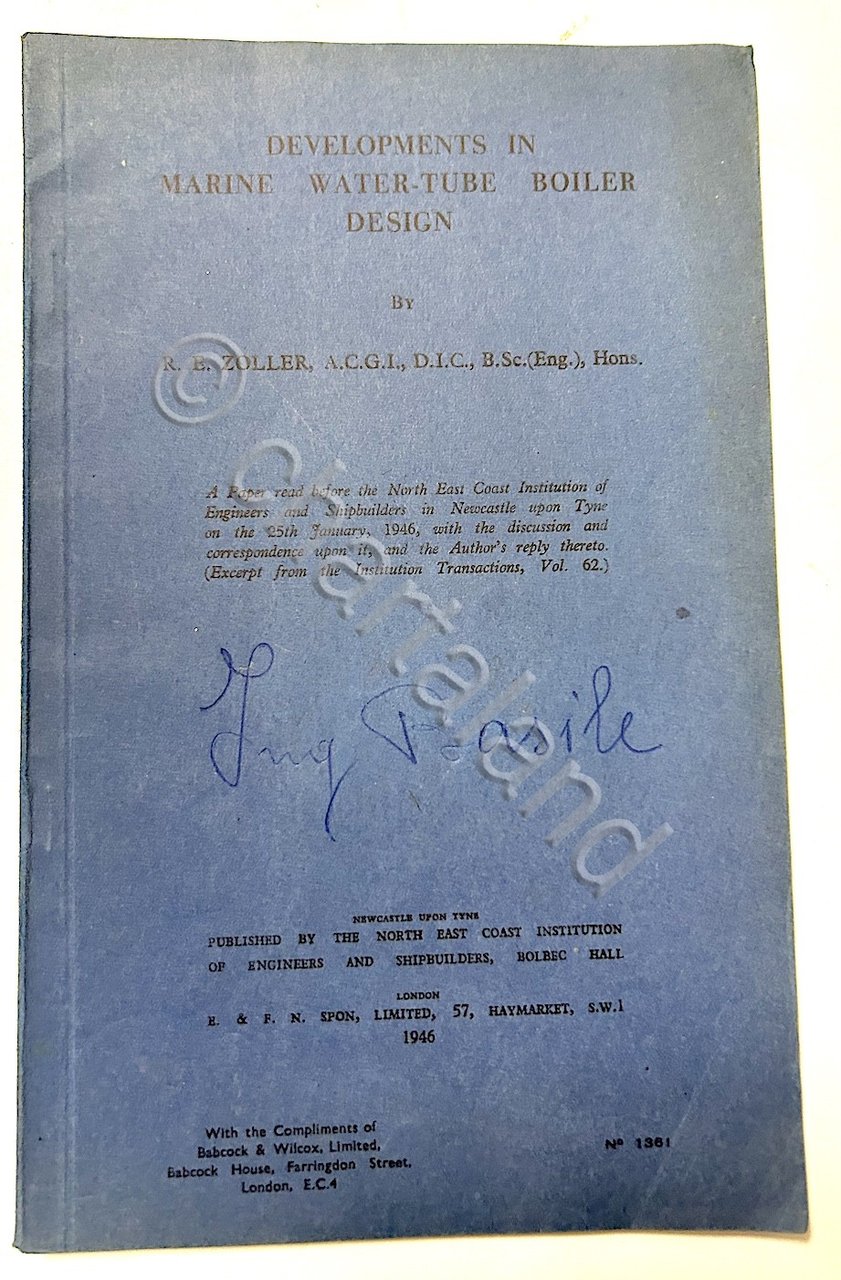 DEVELOPMENTS IN
MARINE WATER-TUBE BOILER
DESIGN
BY
R. E. ZOLLER, A.C.G.I., D.I.C., B.Sc.(Eng.), Hons.
A Paper read before the North East Coast Institution of
Engineers and Shipbuilders in Newcastle upon Tyne
on the 25th January, 1946, with the discussion and
correspondence upon it, and the Author's reply thereto.
(Excerpt from the Institution Transactions, Vol. 62.)
Ing Basile
NEWCASTLE UPON TYNE
PUBLISHED BY THE NORTH EAST COAST INSTITUTION
OF ENGINEERS AND SHIPBUILDERS, BOLBEC HALL
LONDON
E. & F. N. SPON, LIMITED, 57, HAYMARKET, S.W.1
1946
With the Compliments of
Babcock & Wilcox, Limited,
Babcock House, Farringdon Street,
London, E.C.4
Nº 1361
© chartaland